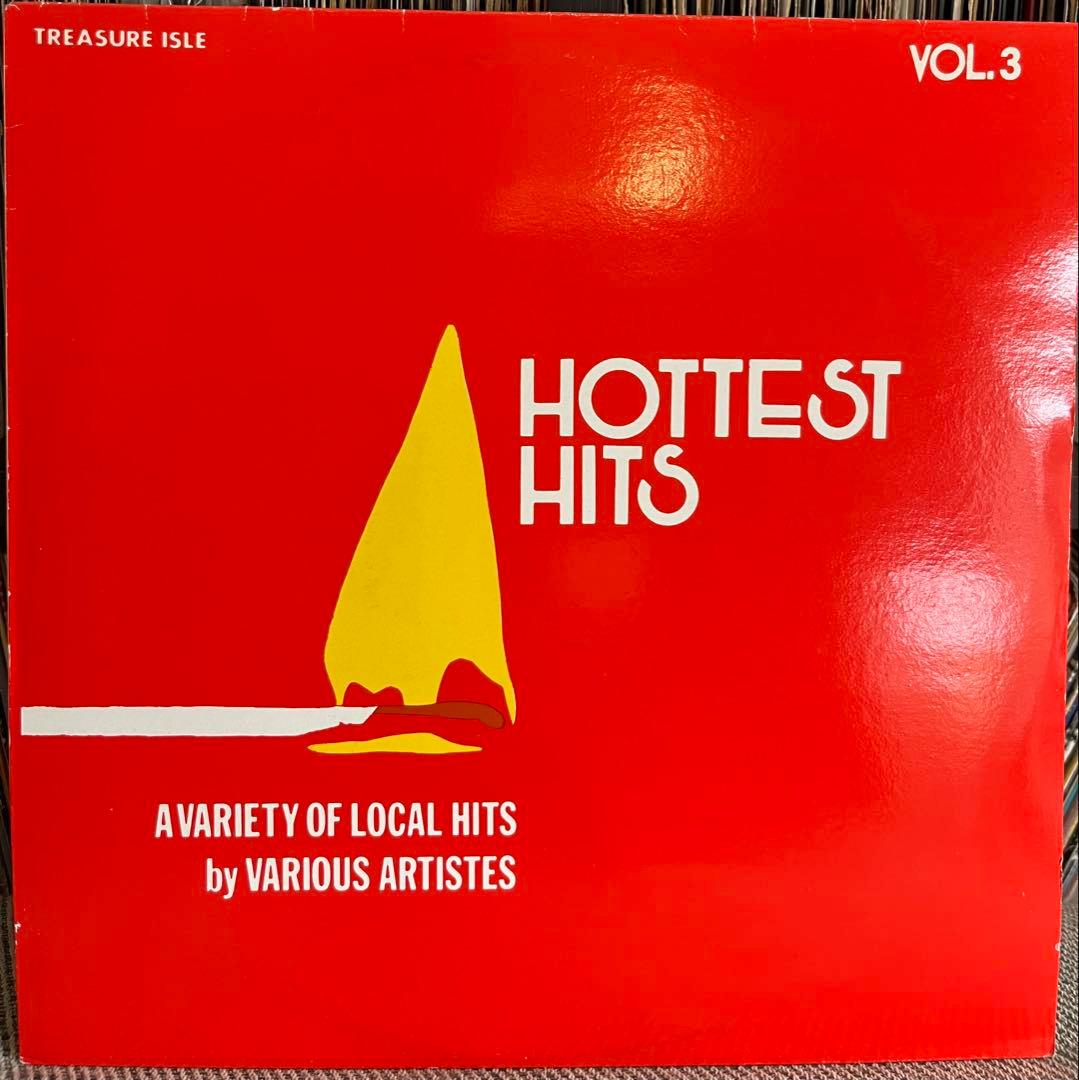 TREASURE ISLE
VOL.3
HOTTEST
HITS
A VARIETY OF LOCAL HITS
by VARIOUS ARTISTES